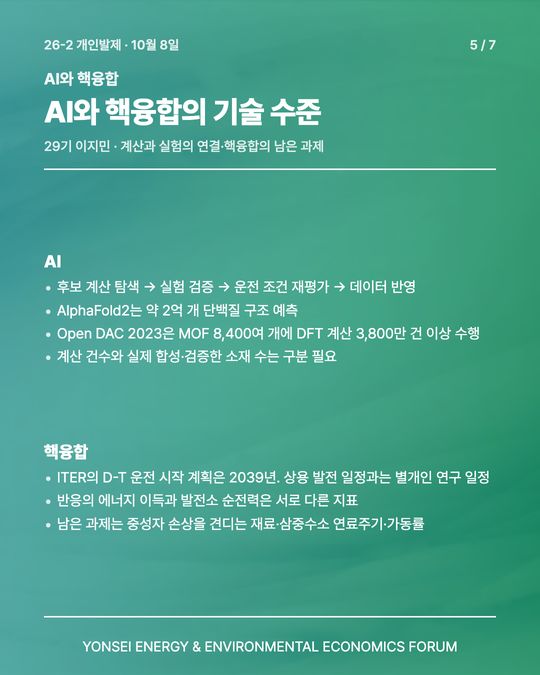 26-2 개인발제 · 10월 8일
5 / 7
AI와 핵융합
AI와 핵융합의 기술 수준
29기 이지민 · 계산과 실험의 연결·핵융합의 남은 과제
AI
• 후보 계산 탐색 → 실험 검증 → 운전 조건 재평가 → 데이터 반영
• AlphaFold2는 약 2억 개 단백질 구조 예측
• Open DAC 2023은 MOF 8,400여 개에 DFT 계산 3,800만 건 이상 수행
• 계산 건수와 실제 합성·검증한 소재 수는 구분 필요
핵융합
• ITER의 D-T 운전 시작 계획은 2039년. 상용 발전 일정과는 별개인 연구 일정
• 반응의 에너지 이득과 발전소 순전력은 서로 다른 지표
• 남은 과제는 중성자 손상을 견디는 재료·삼중수소 연료주기·가동률
YONSEI ENERGY & ENVIRONMENTAL ECONOMICS FORUM